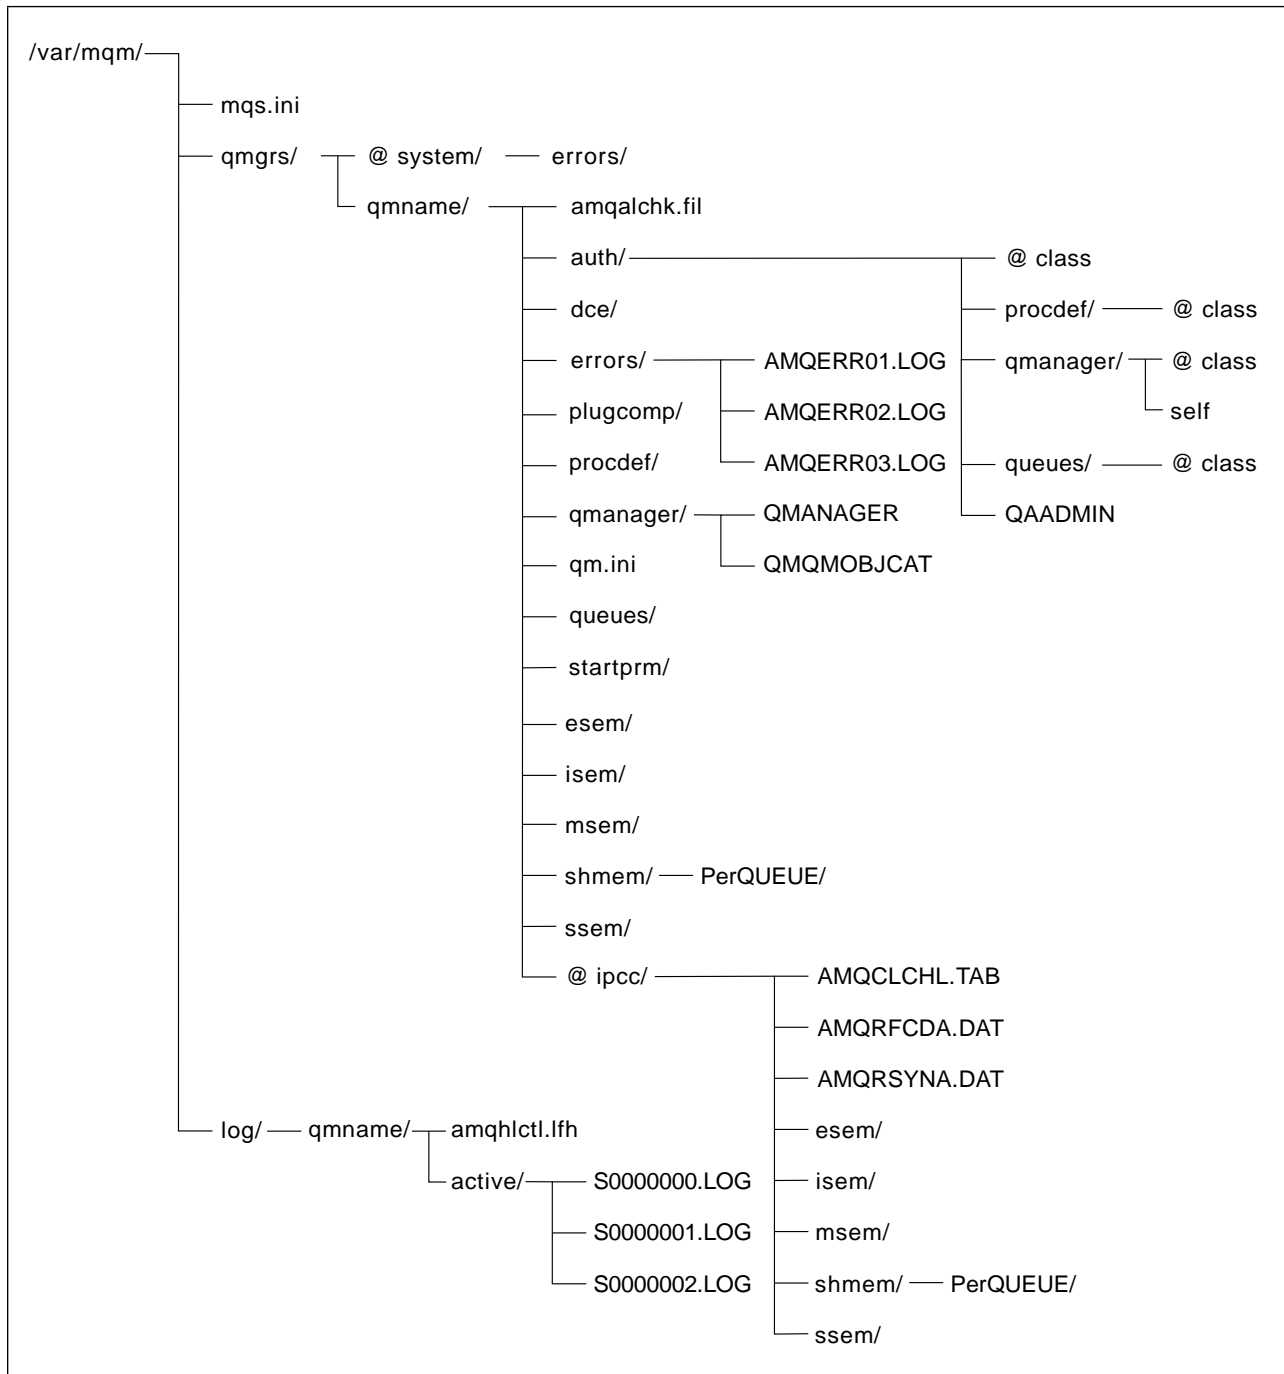 /var/mqm/
mqs.ini
qmgrs/ @ system/ errors/
qmname/ amqalchk.fil
auth/ @ class
dce/ procdef/ @ class
errors/ AMQERR01.LOG qmanager/ @ class
plugcomp/ AMQERR02.LOG self
procdef/ AMQERR03.LOG queues/ @ class
qmanager/ QMANAGER QAADMIN
qm.ini QMQMOBJCAT
queues/
startprm/
esem/
isem/
msem/
shmem/ PerQUEUE/
ssem/
@ ipcc/ AMQCLCHL.TAB
AMQRFCDA.DAT
AMQRSYNA.DAT
log/ qmname/ amqhlctl.lfh esem/
active/ S0000000.LOG isem/
S0000001.LOG msem/
S0000002.LOG shmem/ PerQUEUE/
ssem/